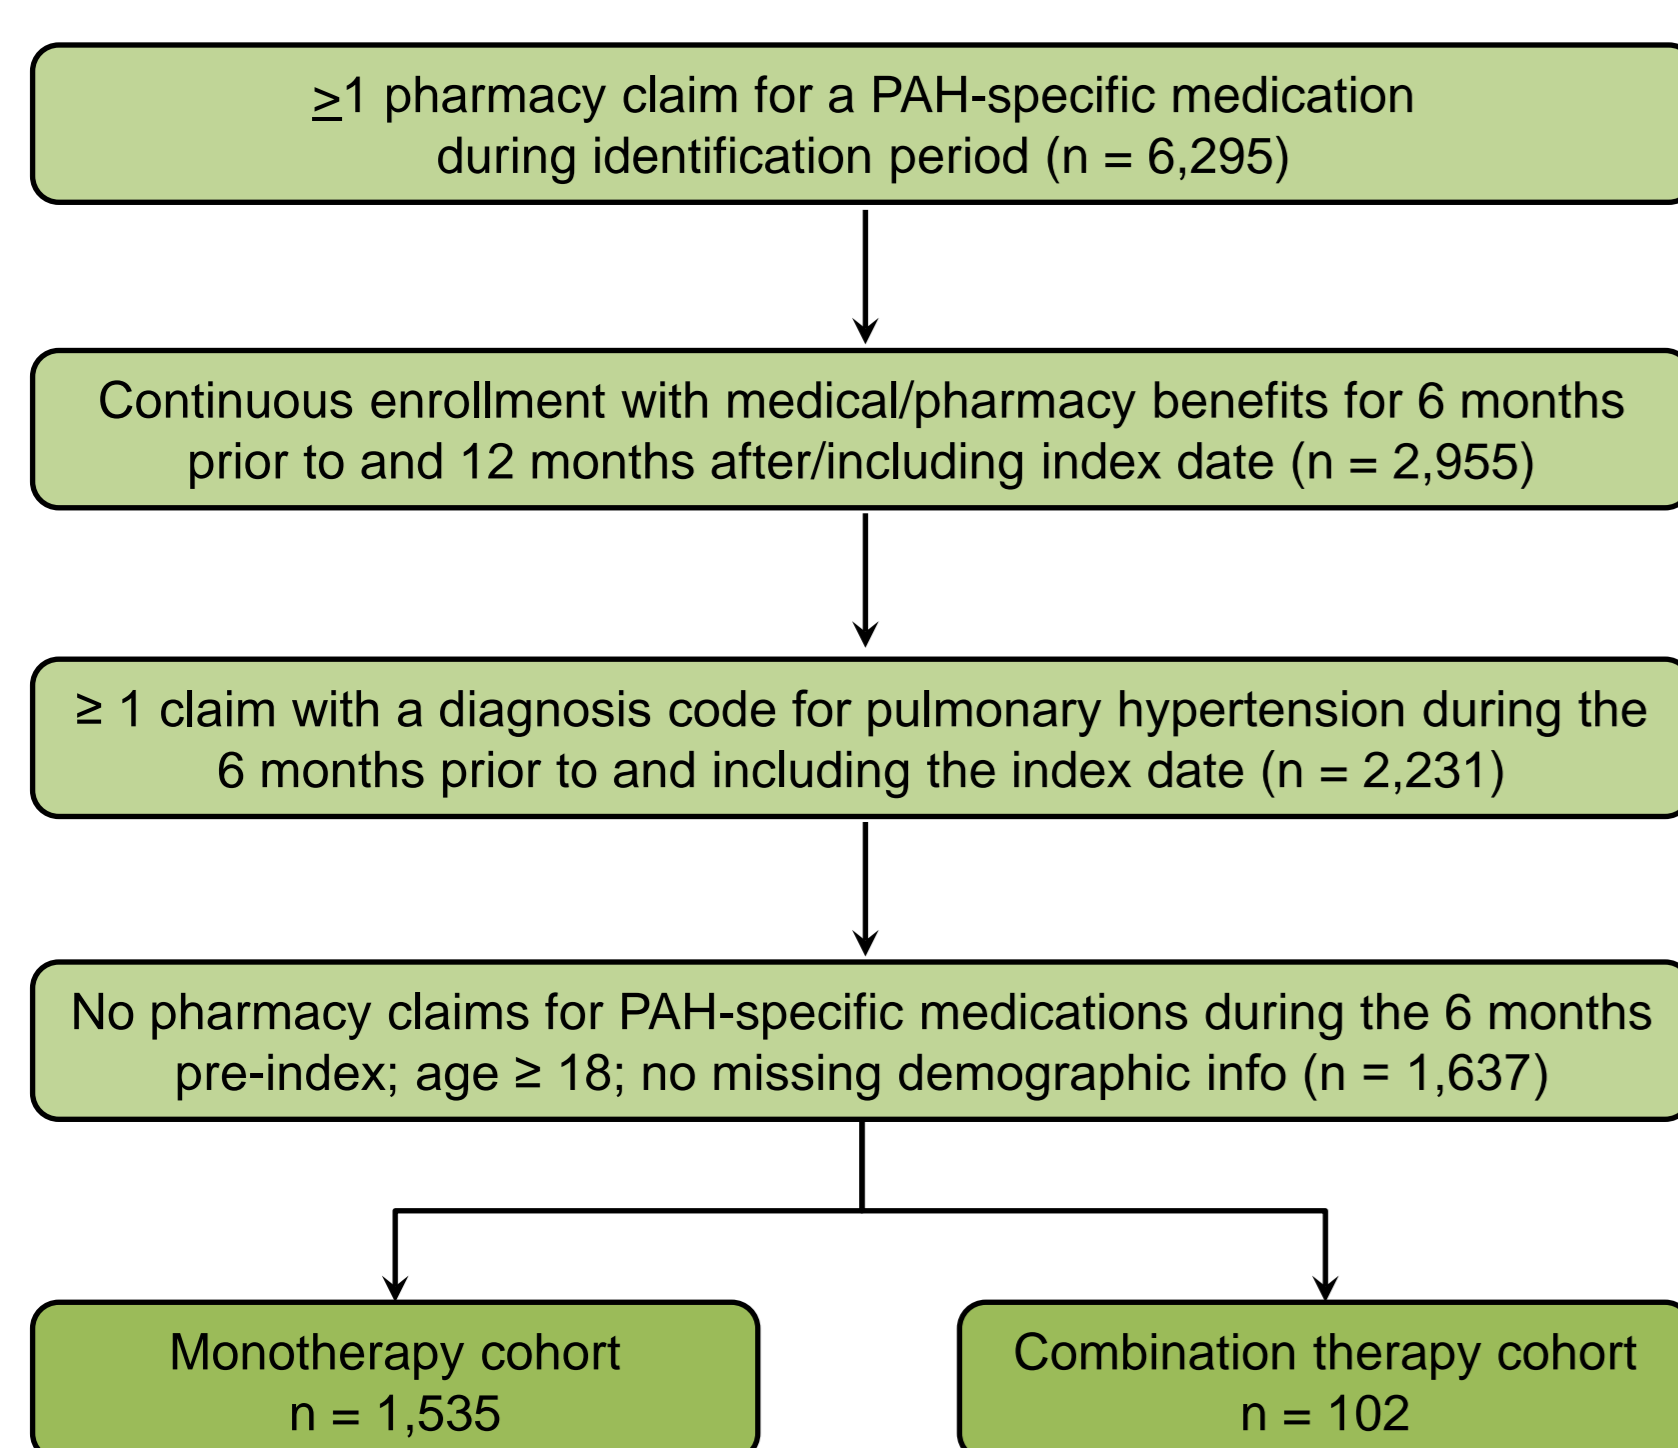 ≥1 pharmacy claim for a PAH-specific medication
during identification period (n = 6,295)
Continuous enrollment with medical/pharmacy benefits for 6 months
prior to and 12 months after/including index date (n = 2,955)
≥ 1 claim with a diagnosis code for pulmonary hypertension during the
6 months prior to and including the index date (n = 2,231)
No pharmacy claims for PAH-specific medications during the 6 months
pre-index; age ≥ 18; no missing demographic info (n = 1,637)
Monotherapy cohort
n = 1,535
Combination therapy cohort
n = 102